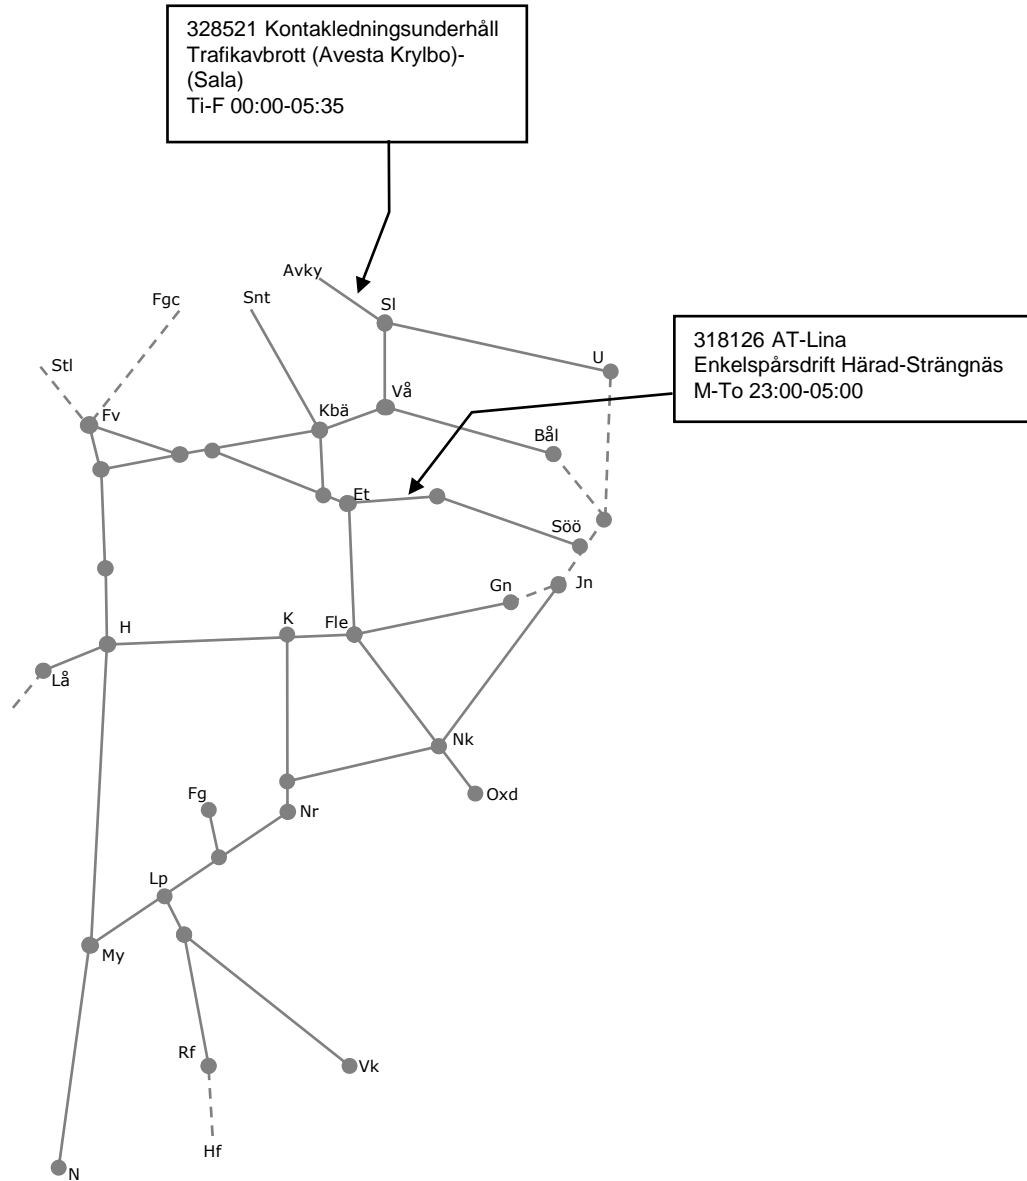 328521 Kontakledningsunderhåll
Trafikavbrott (Avesta Krylbo)-
(Sala)
Ti-F 00:00-05:35
Avky
Fgc
Snt
Sl
318126 AT-Lina
Enkelspårsdrift Härad-Strängnäs
M-To 23:00-05:00
U
Stl
Vå
Fv
Kbä
Bål
Et
Söö
Jn
Gn
H
K
Fle
Lå
Nk
Fg
Oxd
Nr
Lp
My
Rf
Vk
Hf
N